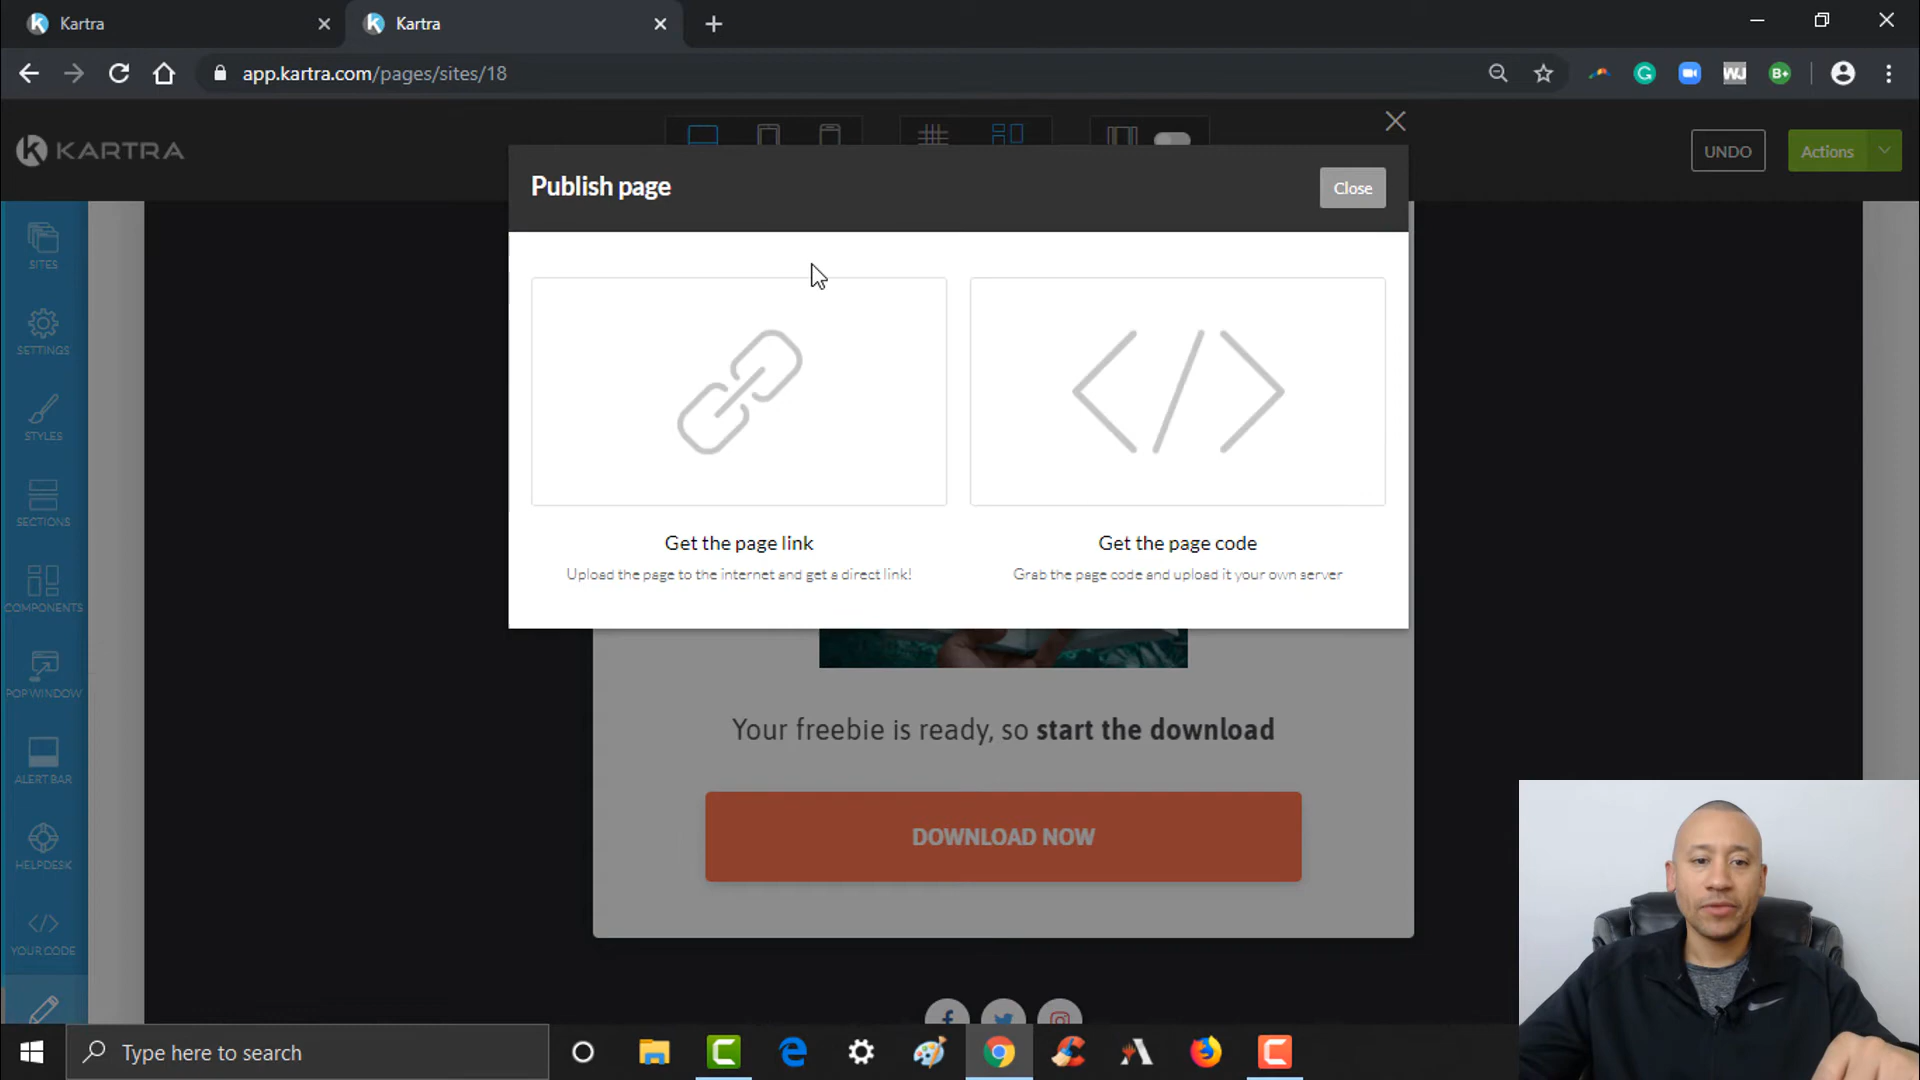 Kartra
Kartra
app.kartra.com/pages/sites/18
KARTRA
UNDO
Actions
Publish page
Close
SITES
SETTINGS
STYLES
SECTIONS
COMPONENTS
POP WINDOW
ALERT BAR
HELPDESK
YOUR CODE
Get the page link
Upload the page to the internet and get a direct link!
Get the page code
Grab the page code and upload it your own server
Your freebie is ready, so start the download
DOWNLOAD NOW
Type here to search